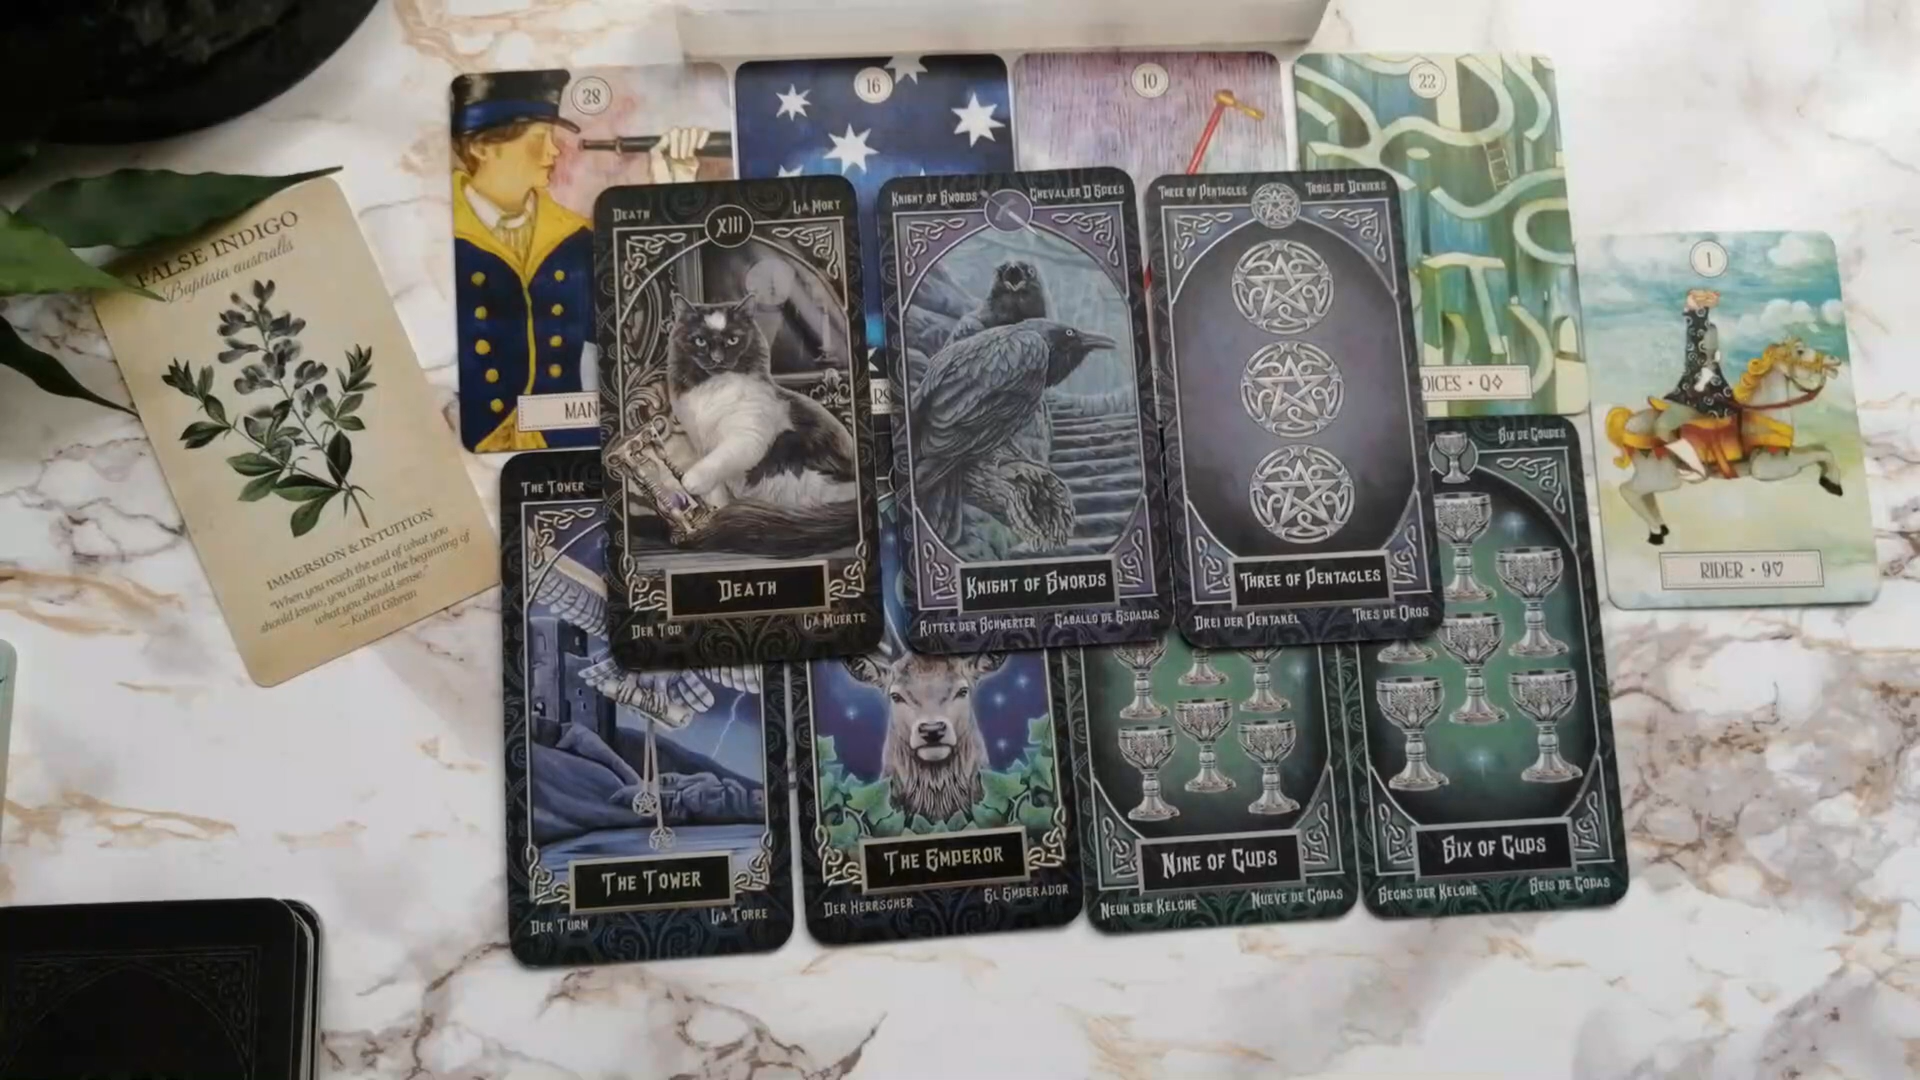 FALSE INDIGO
Baptisia australis
IMMERSION & INTUITION
"When you reach the end of what you
should know, you will be at the beginning of
what you should sense."
— Kahlil Gibran
28
MAN
16
10
22
OICES • Q♢
1
RIDER • 9♡
DEATH
LA MORT
XIII
DEATH
DER TOD
LA MUERTE
KNIGHT OF SWORDS
CHEVALIER D EPEES
KNIGHT OF SWORDS
RITTER DER SCHWERTER
CABALLO DE ESPADAS
THREE OF PENTACLES
TROIS DE DENIERS
THREE OF PENTACLES
DREI DER PENTAKEL
TRES DE OROS
THE TOWER
THE TOWER
DER TURM
LA TORRE
THE EMPEROR
DER HERRSCHER
EL EMPERADOR
NINE OF CUPS
NEUN DER KELCHE
NUEVE DE COPAS
SIX DE COUPES
SIX OF CUPS
SECHS DER KELCHE
SEIS DE COPAS